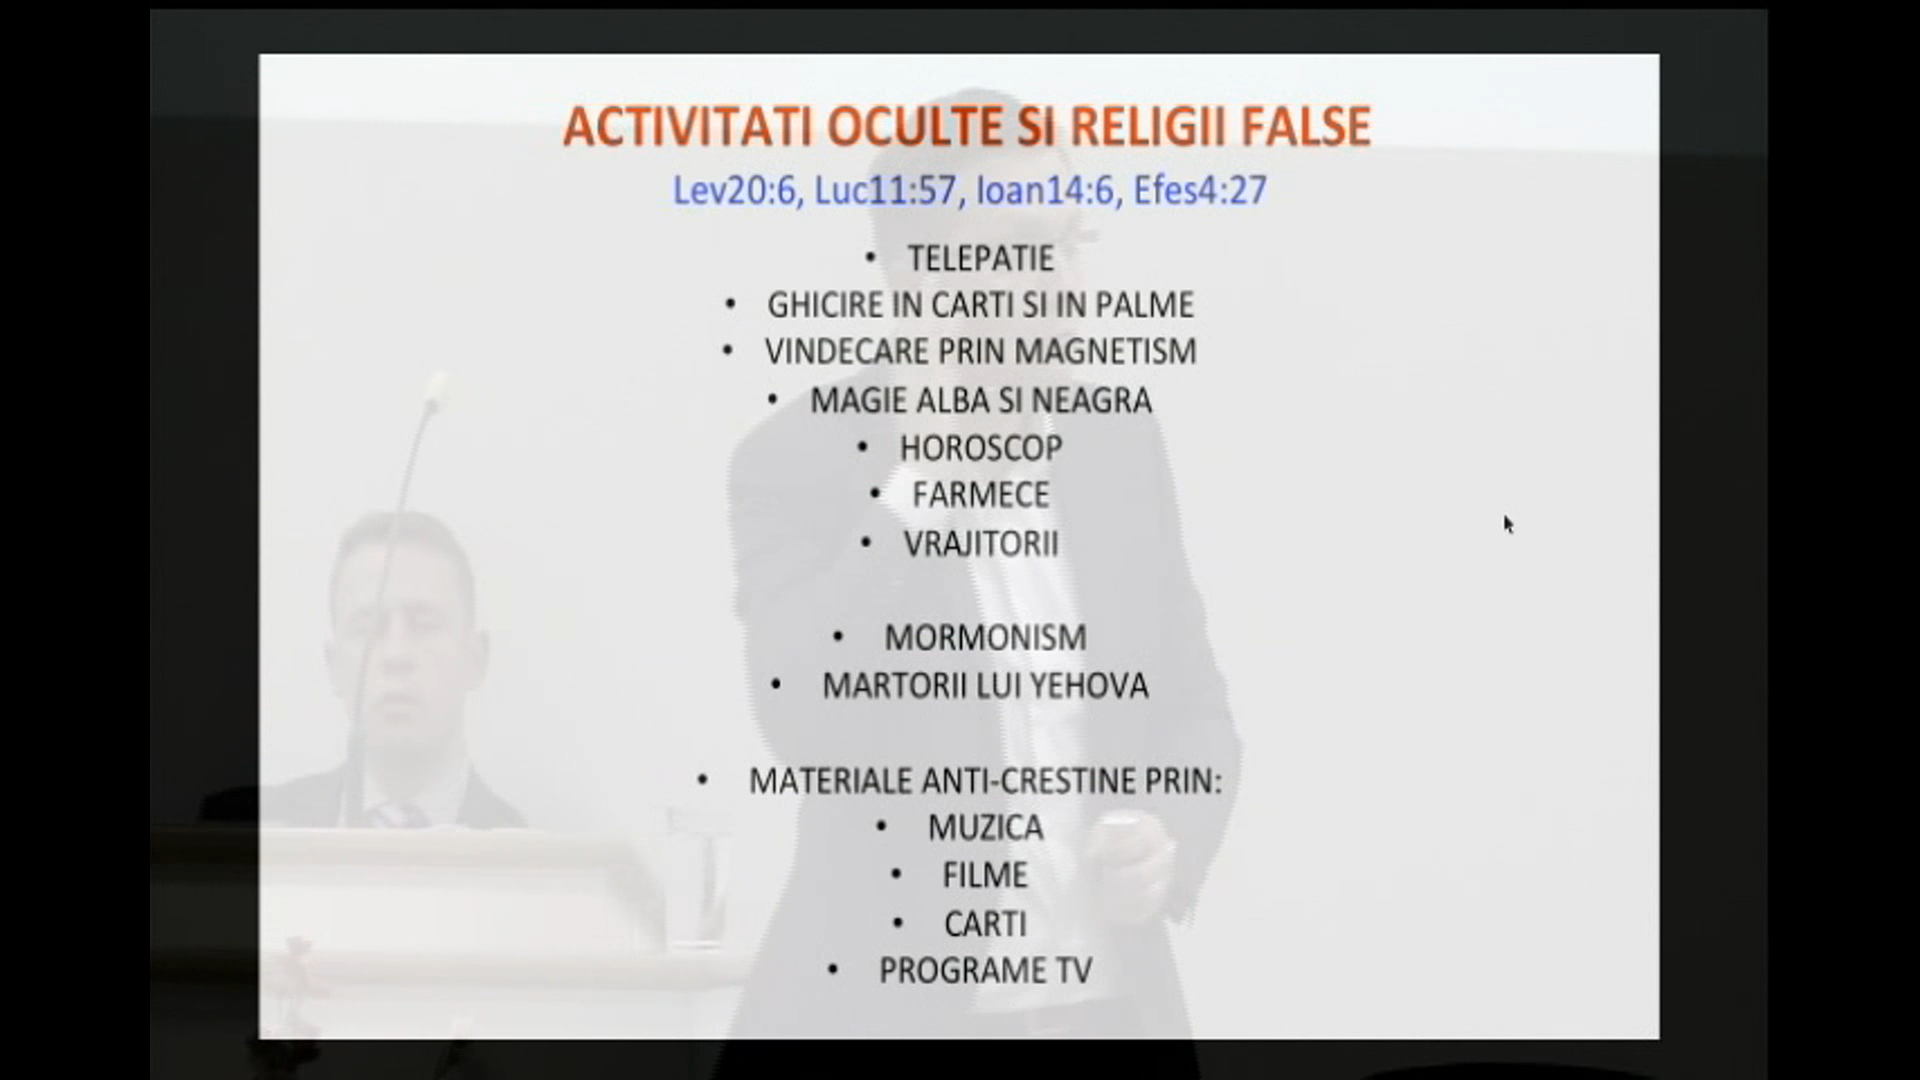 ACTIVITATI OCULTE SI RELIGII FALSE
Lev20:6, Luc11:57, Ioan14:6, Efes4:27
• TELEPATIE
• GHICIRE IN CARTI SI IN PALME
• VINDECARE PRIN MAGNETISM
• MAGIE ALBA SI NEAGRA
• HOROSCOP
• FARMECE
• VRAJITORII
• MORMONISM
• MARTORII LUI YEHOVA
• MATERIALE ANTI-CRESTINE PRIN:
• MUZICA
• FILME
• CARTI
• PROGRAME TV